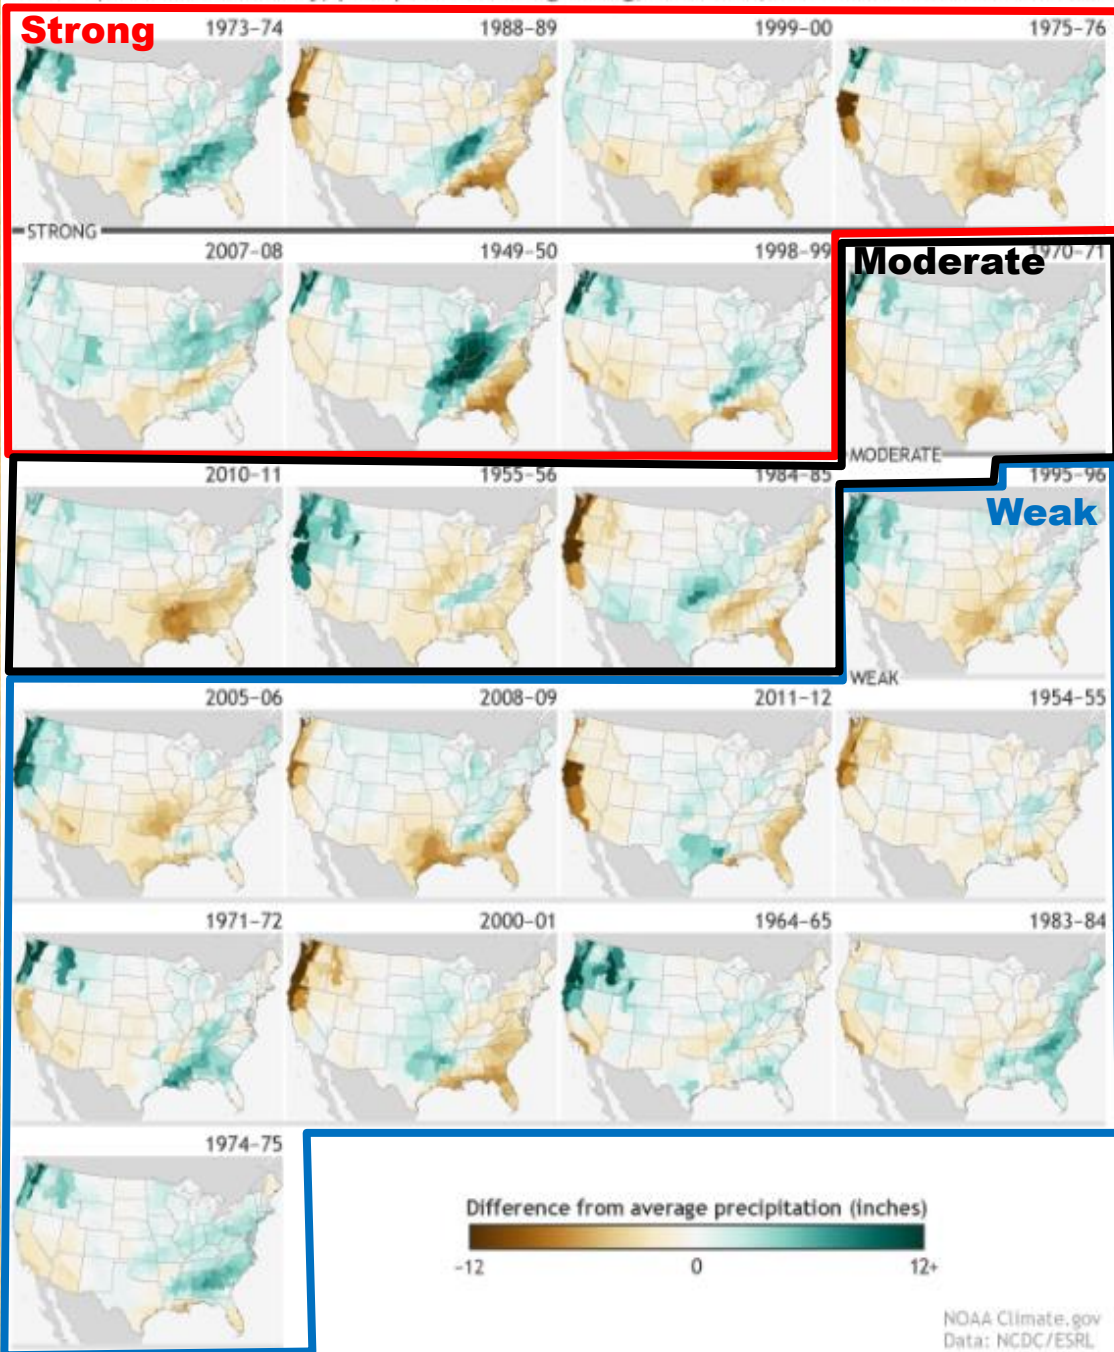 Strong
1973-74
1988-89
1999-00
1975-76
STRONG
2007-08
1949-50
1998-99
Moderate
1970-71
MODERATE
2010-11
1955-56
1984-85
1995-96
Weak
WEAK
2005-06
2008-09
2011-12
1954-55
1971-72
2000-01
1964-65
1983-84
1974-75
Difference from average precipitation (inches)
-12
0
12+
NOAA Climate.gov
Data: NCDC/ESRL